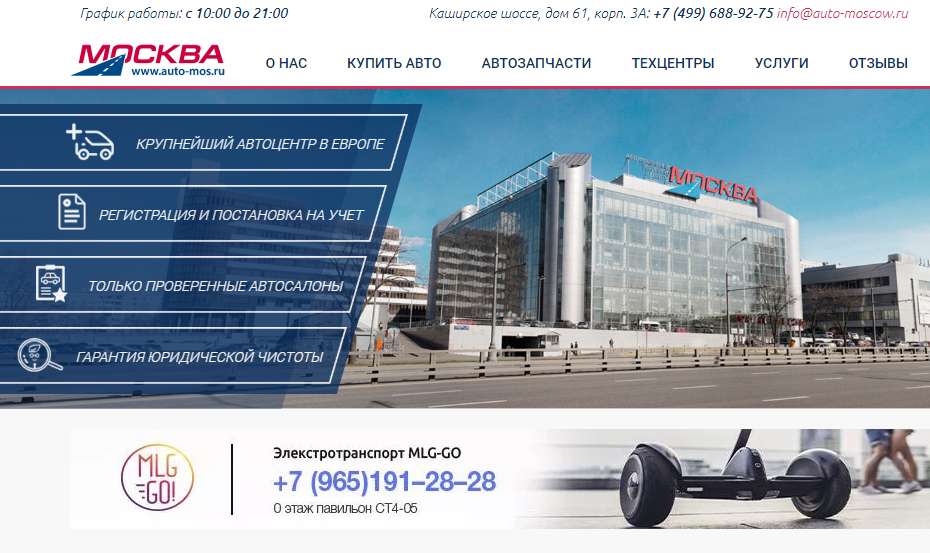 График работы: с 10:00 до 21:00
Каширское шоссе, дом 61, корп. 3А: +7 (499) 688-92-75 info@auto-moscow.ru
МОСКВА
www.auto-mos.ru
О НАС КУПИТЬ АВТО АВТОЗАПЧАСТИ ТЕХЦЕНТРЫ УСЛУГИ ОТЗЫВЫ
КРУПНЕЙШИЙ АВТОЦЕНТР В ЕВРОПЕ
РЕГИСТРАЦИЯ И ПОСТАНОВКА НА УЧЕТ
ТОЛЬКО ПРОВЕРЕННЫЕ АВТОСАЛОНЫ
ГАРАНТИЯ ЮРИДИЧЕСКОЙ ЧИСТОТЫ
МОСКВА
MLG
GO!
Элекстротранспорт MLG-GO
+7 (965)191–28–28
0 этаж павильон СТ4-05